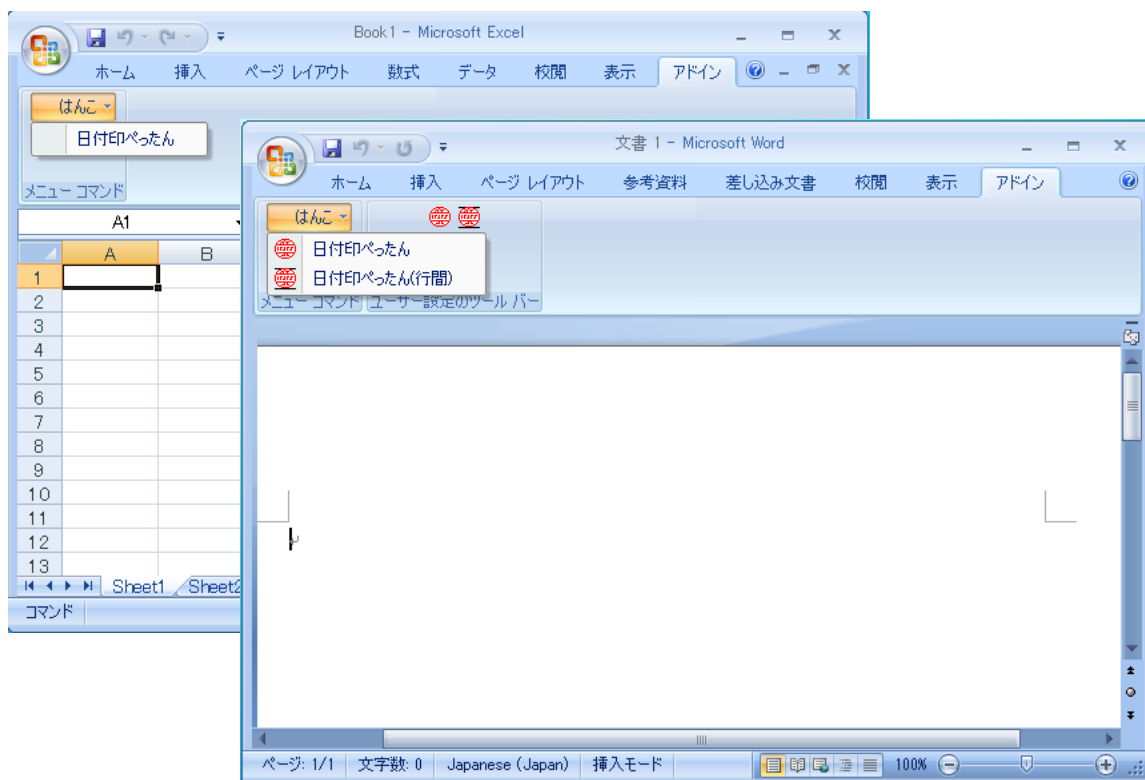 Book1 - Microsoft Excel
ホーム 挿入 ページ レイアウト 数式 データ 校閲 表示 アドイン
はんこ
日付印ぺったん
メニュー コマンド
A1
A B
1
2
3
4
5
6
7
8
9
10
11
12
13
Sheet1 Sheet2
コマンド
文書 1 - Microsoft Word
ホーム 挿入 ページ レイアウト 参考資料 差し込み文書 校閲 表示 アドイン
はんこ
日付印ぺったん
日付印ぺったん(行間)
メニュー コマンド ユーザー設定のツール バー
ページ: 1/1 文字数: 0 Japanese (Japan) 挿入モード 100%